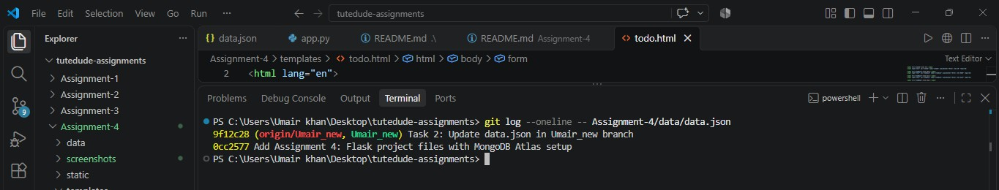 File Edit Selection View Go Run ··· tutedude-assignments
Explorer ···
tutedude-assignments
Assignment-1
Assignment-2
Assignment-3
Assignment-4
data
screenshots
static
templates
9
{} data.json app.py README.md .\ README.md Assignment-4 <> todo.html
Assignment-4 > templates > <> todo.html > html > body > form
Text Editor
2 <html lang="en">
Problems Debug Console Output Terminal Ports powershell
PS C:\Users\Umair khan\Desktop\tutedude-assignments> git log --oneline -- Assignment-4/data/data.json
9f12c28 (origin/Umair_new, Umair_new) Task 2: Update data.json in Umair_new branch
0cc2577 Add Assignment 4: Flask project files with MongoDB Atlas setup
PS C:\Users\Umair khan\Desktop\tutedude-assignments>